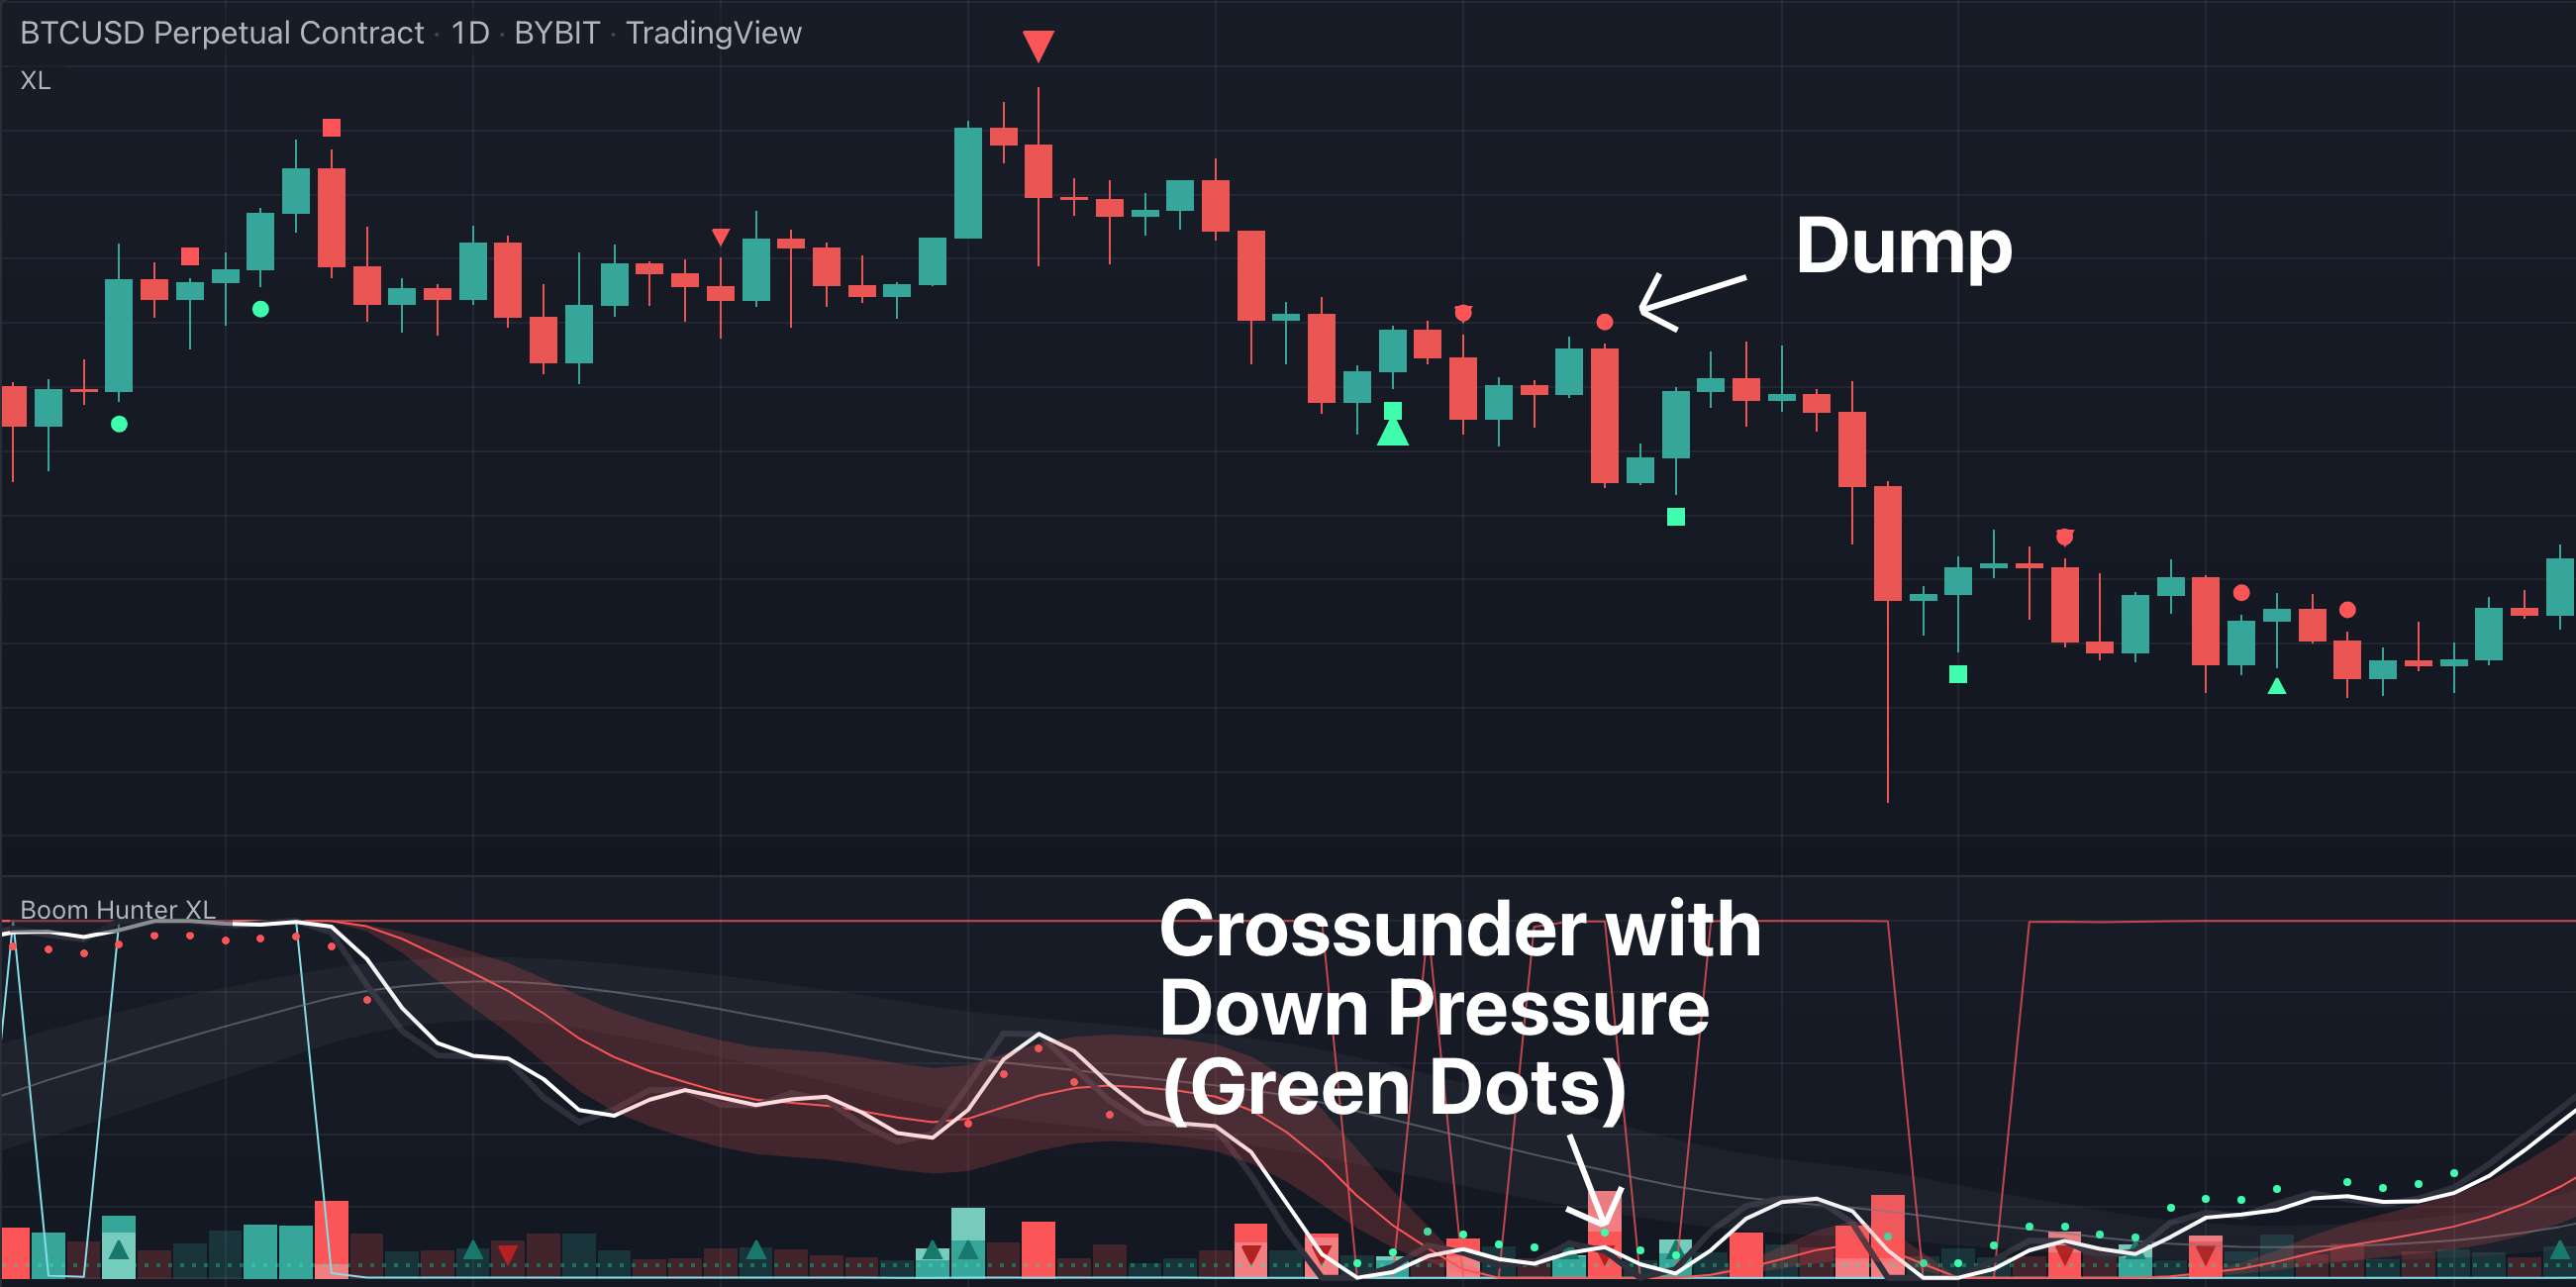 BTCUSD Perpetual Contract · 1D · BYBIT · TradingView
XL
Dump
Boom Hunter XL
Crossunder with
Down Pressure
(Green Dots)